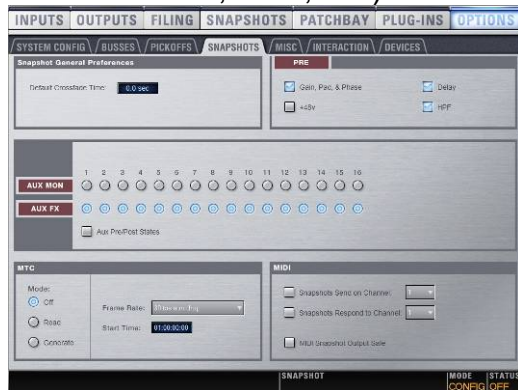 INPUTS OUTPUTS FILING SNAPSHOTS PATCHBAY PLUG-INS OPTIONS
SYSTEM CONFIG BUSSES PICKOFFS SNAPSHOTS MISC INTERACTION DEVICES
Snapshot General Preferences
PRE
Default Crossfade Time: 0.0 sec
Gain, Pad, & Phase
Delay
+48v
HPF
1 2 3 4 5 6 7 8 9 10 11 12 13 14 15 16
AUX MON
AUX FX
Aux Pre/Post States
MTC
MIDI
Mode:
Off
Read
Generate
Frame Rate:
Start Time: 01:00:00:00
Snapshots Send on Channel: 1
Snapshots Respond to Channel: 1
MIDI Snapshot Output Safe
SNAPSHOT
MODE STATUS
CONFIG OFF